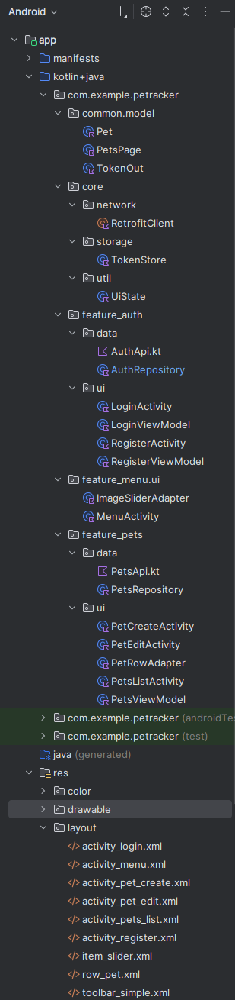 Android
app
manifests
kotlin+java
com.example.petracker
common.model
Pet
PetsPage
TokenOut
core
network
RetrofitClient
storage
TokenStore
util
UiState
feature_auth
data
AuthApi.kt
AuthRepository
ui
LoginActivity
LoginViewModel
RegisterActivity
RegisterViewModel
feature_menu.ui
ImageSliderAdapter
MenuActivity
feature_pets
data
PetsApi.kt
PetsRepository
ui
PetCreateActivity
PetEditActivity
PetRowAdapter
PetsListActivity
PetsViewModel
com.example.petracker (androidTe
com.example.petracker (test)
java (generated)
res
color
drawable
layout
activity_login.xml
activity_menu.xml
activity_pet_create.xml
activity_pet_edit.xml
activity_pets_list.xml
activity_register.xml
item_slider.xml
row_pet.xml
toolbar_simple.xml